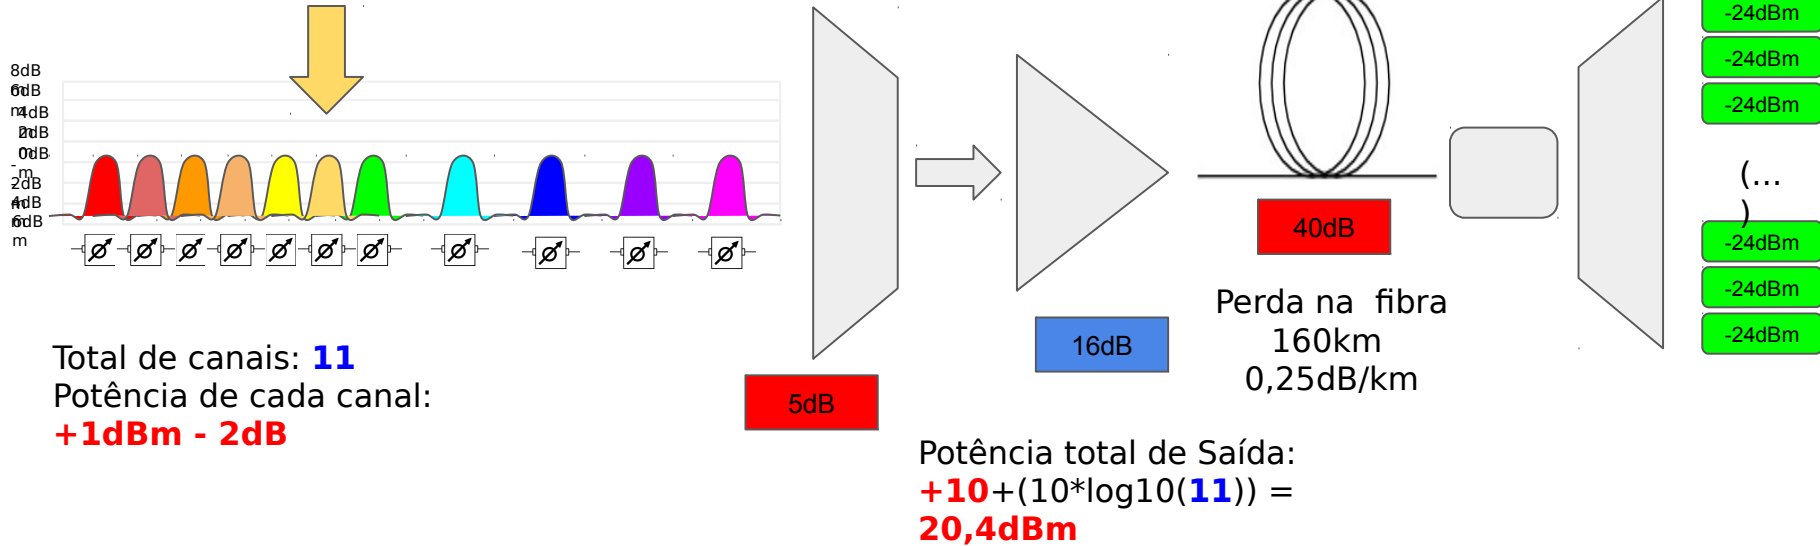 8dB
m
6dB
m
4dB
m
2dB
m
0dB
m
-
2dB
m
-
4dB
m
6dB
m
Total de canais: 11
Potência de cada canal:
+1dBm - 2dB
5dB
16dB
40dB
Perda na fibra
160km
0,25dB/km
Potência total de Saída:
+10+(10*log10(11)) =
20,4dBm
-24dBm
-24dBm
-24dBm
(...
)
-24dBm
-24dBm
-24dBm